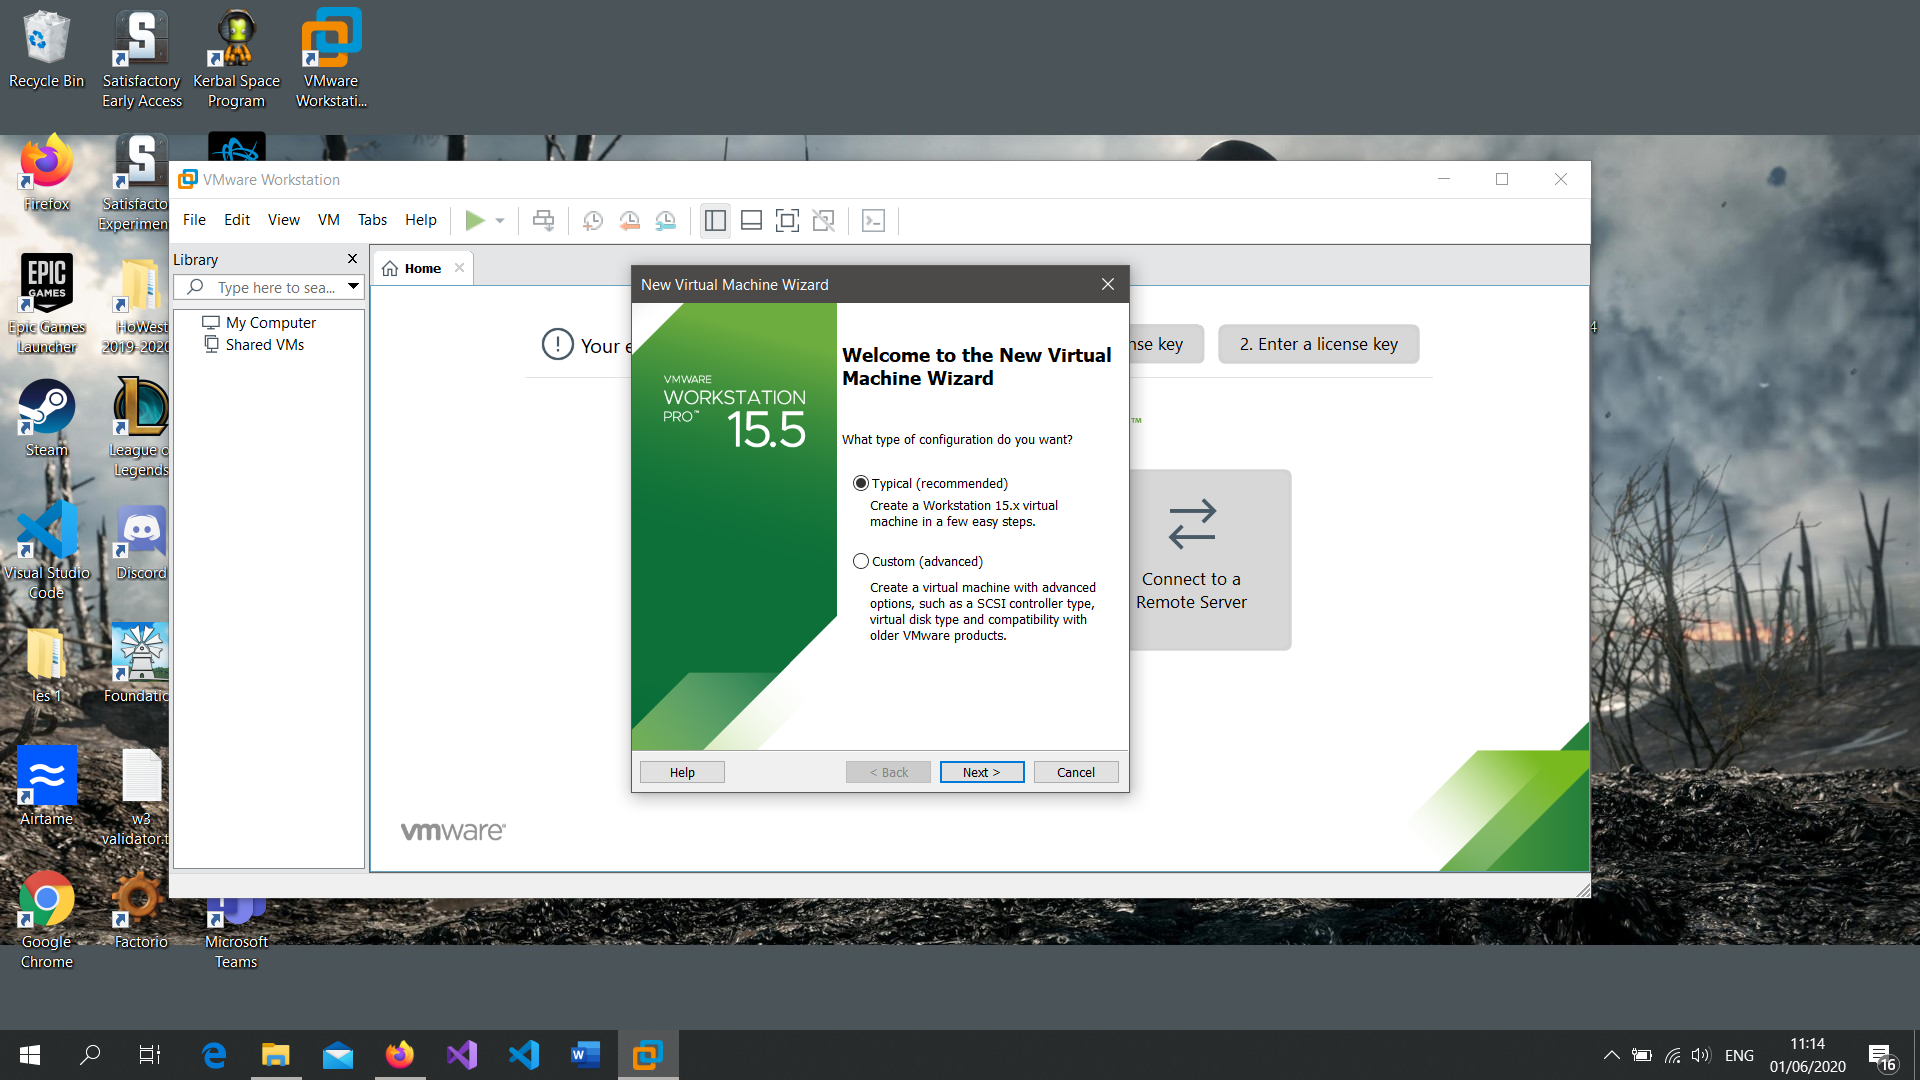 Recycle Bin
Satisfactory
Early Access
Kerbal Space
Program
VMware
Workstati...
Firefox
Satisfacto
Experimen
Epic Games
Launcher
HoWest
2019-2020
Steam
League o
Legends
Visual Studio
Code
Discord
les 1
Foundatio
Airtame
w3
validator.t
Google
Chrome
Factorio
Microsoft
Teams
EPIC
GAMES
VMware Workstation
File Edit View VM Tabs Help
Library
Type here to sea...
My Computer
Shared VMs
Home
Your e
nse key
2. Enter a license key
™
Connect to a
Remote Server
vmware
New Virtual Machine Wizard
VMWARE
WORKSTATION
PRO™ 15.5
Welcome to the New Virtual
Machine Wizard
What type of configuration do you want?
Typical (recommended)
Create a Workstation 15.x virtual
machine in a few easy steps.
Custom (advanced)
Create a virtual machine with advanced
options, such as a SCSI controller type,
virtual disk type and compatibility with
older VMware products.
Help < Back Next > Cancel
4
ENG
11:14
01/06/2020
16